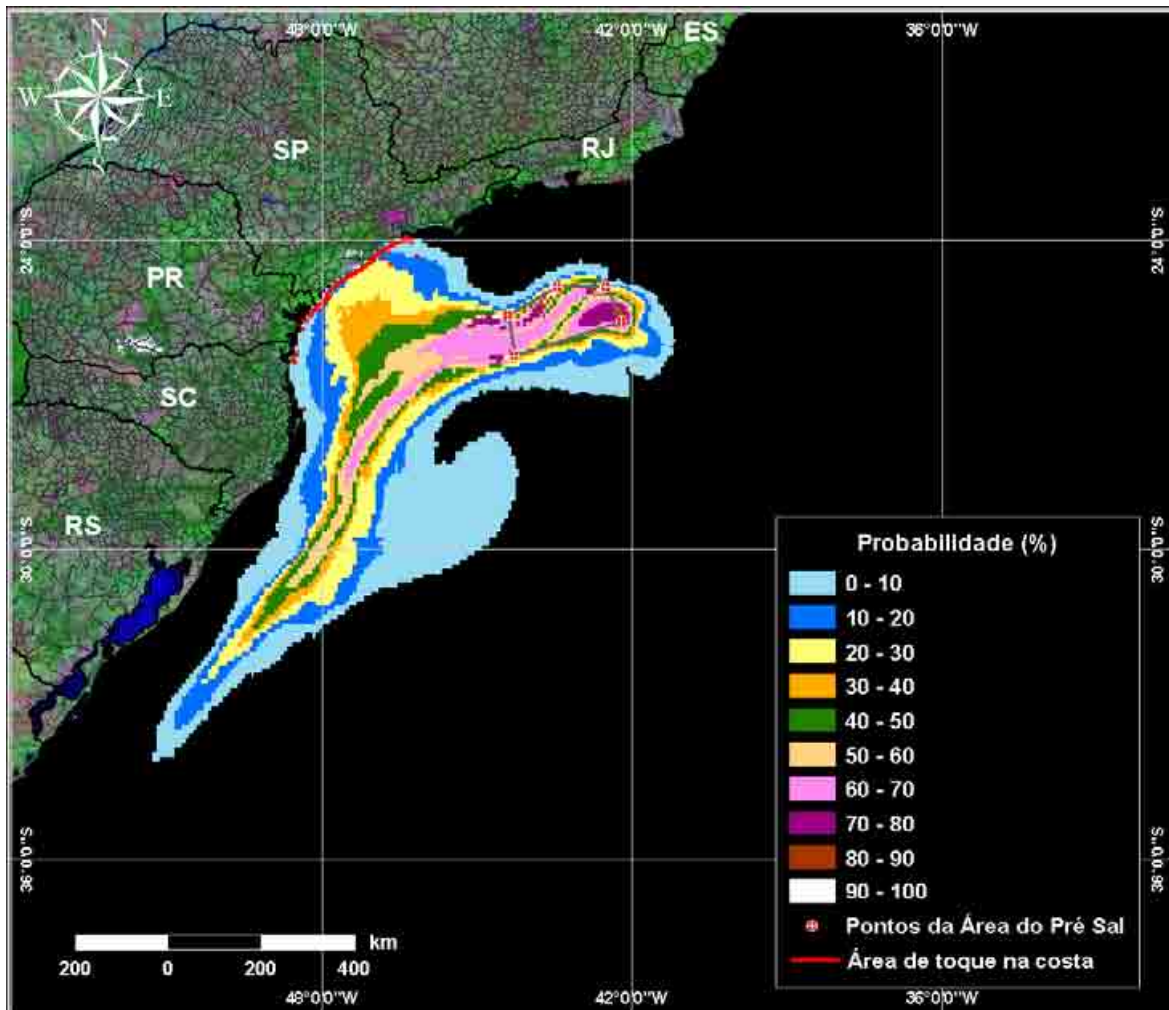 48°0'0"W
42°0'0"W
36°0'0"W
ES
N
W
E
S
SP
RJ
24°0'0"S
24°0'0"S
PR
SC
RS
30°0'0"S
30°0'0"S
Probabilidade (%)
0 - 10
10 - 20
20 - 30
30 - 40
40 - 50
50 - 60
60 - 70
70 - 80
80 - 90
90 - 100
Pontos da Área do Pré Sal
Área de toque na costa
36°0'0"S
36°0'0"S
km
200
0
200
400
48°0'0"W
42°0'0"W
36°0'0"W